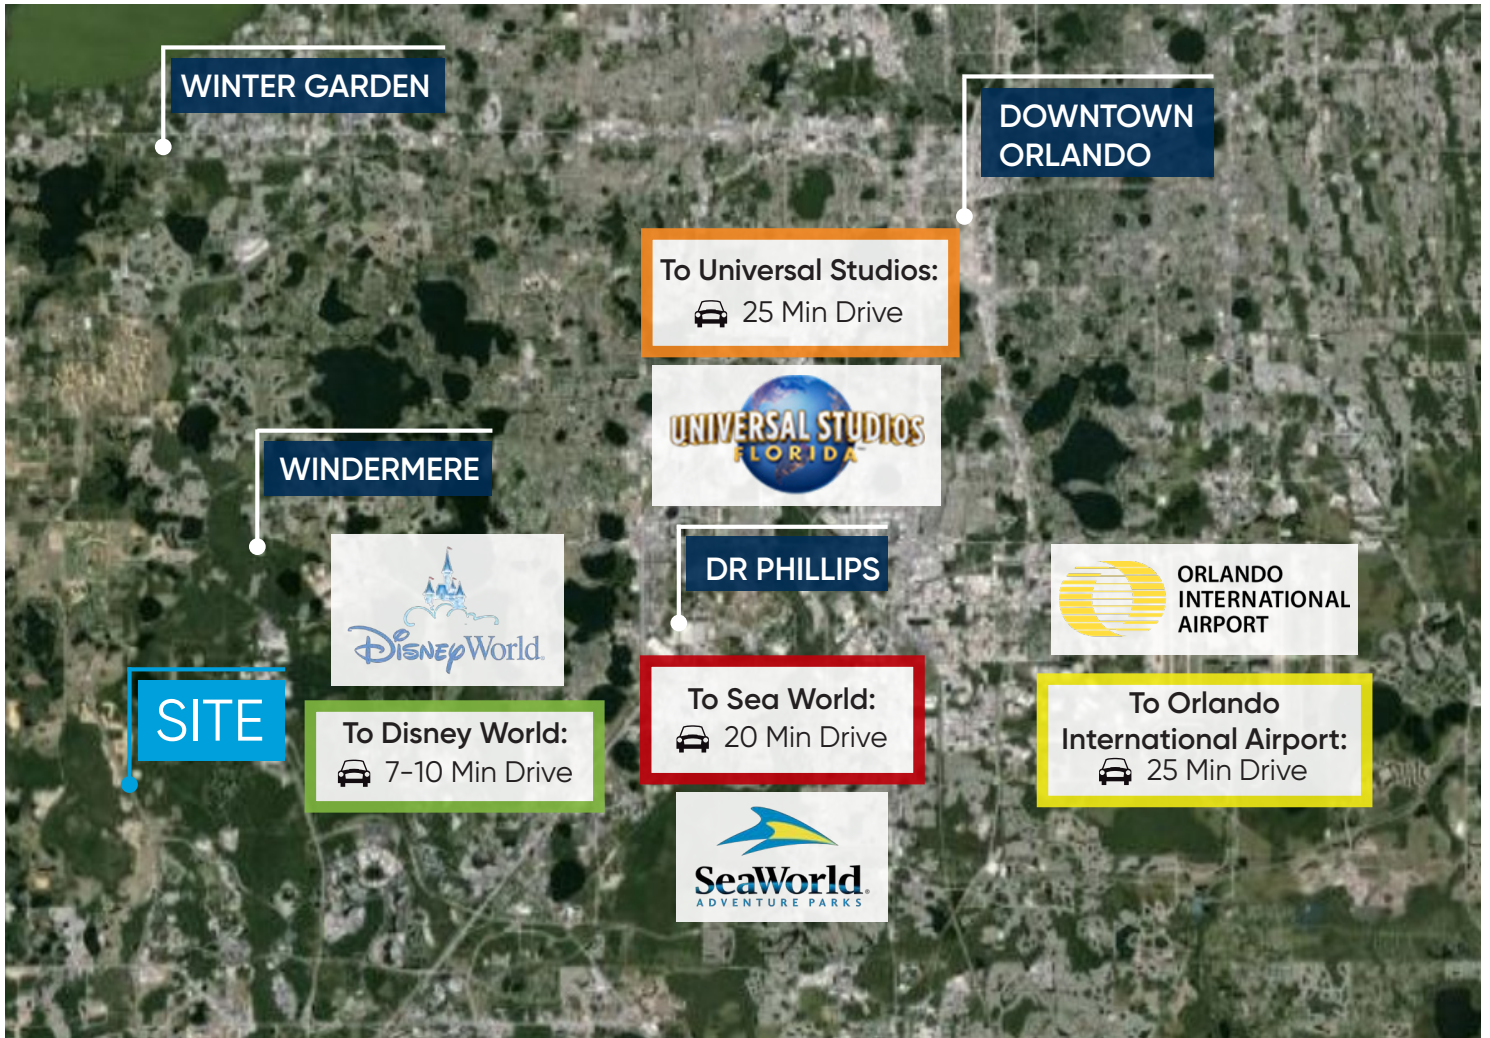 WINTER GARDEN
DOWNTOWN
ORLANDO
To Universal Studios:
25 Min Drive
UNIVERSAL STUDIOS
FLORIDA
WINDERMERE
DR PHILLIPS
Disney World
ORLANDO
INTERNATIONAL
AIRPORT
SITE
To Disney World:
7-10 Min Drive
To Sea World:
20 Min Drive
To Orlando
International Airport:
25 Min Drive
SeaWorld®
ADVENTURE PARKS